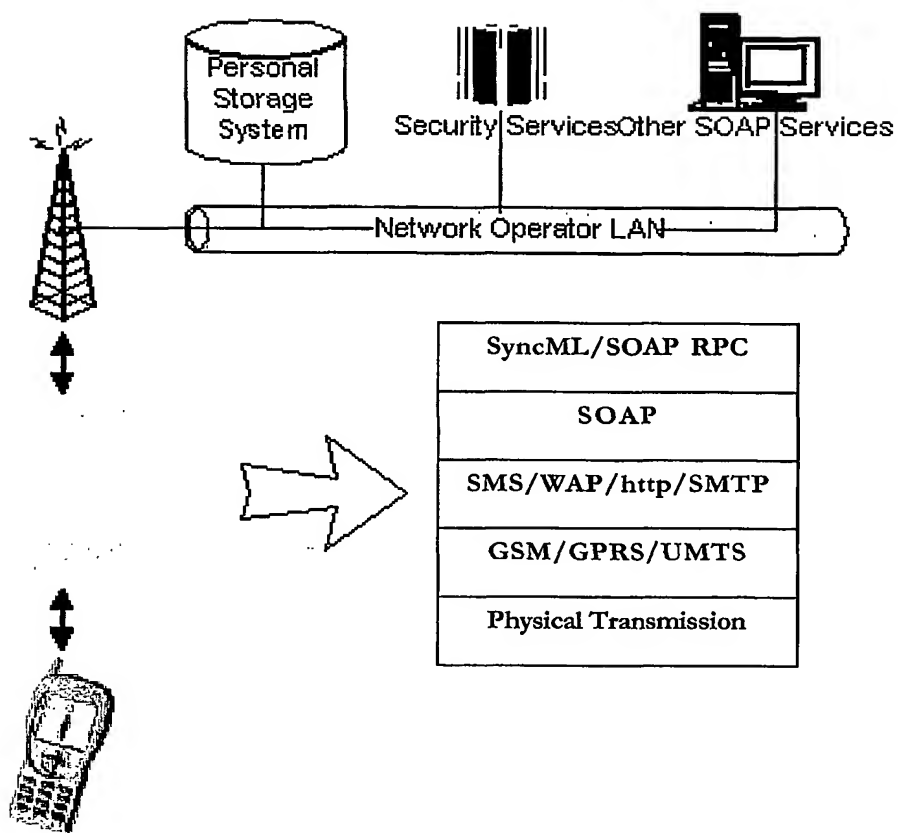 Personal
Storage
System
Security Services
Other SOAP Services
Network Operator LAN
SyncML/SOAP RPC
SOAP
SMS/WAP/http/SMTP
GSM/GPRS/UMTS
Physical Transmission